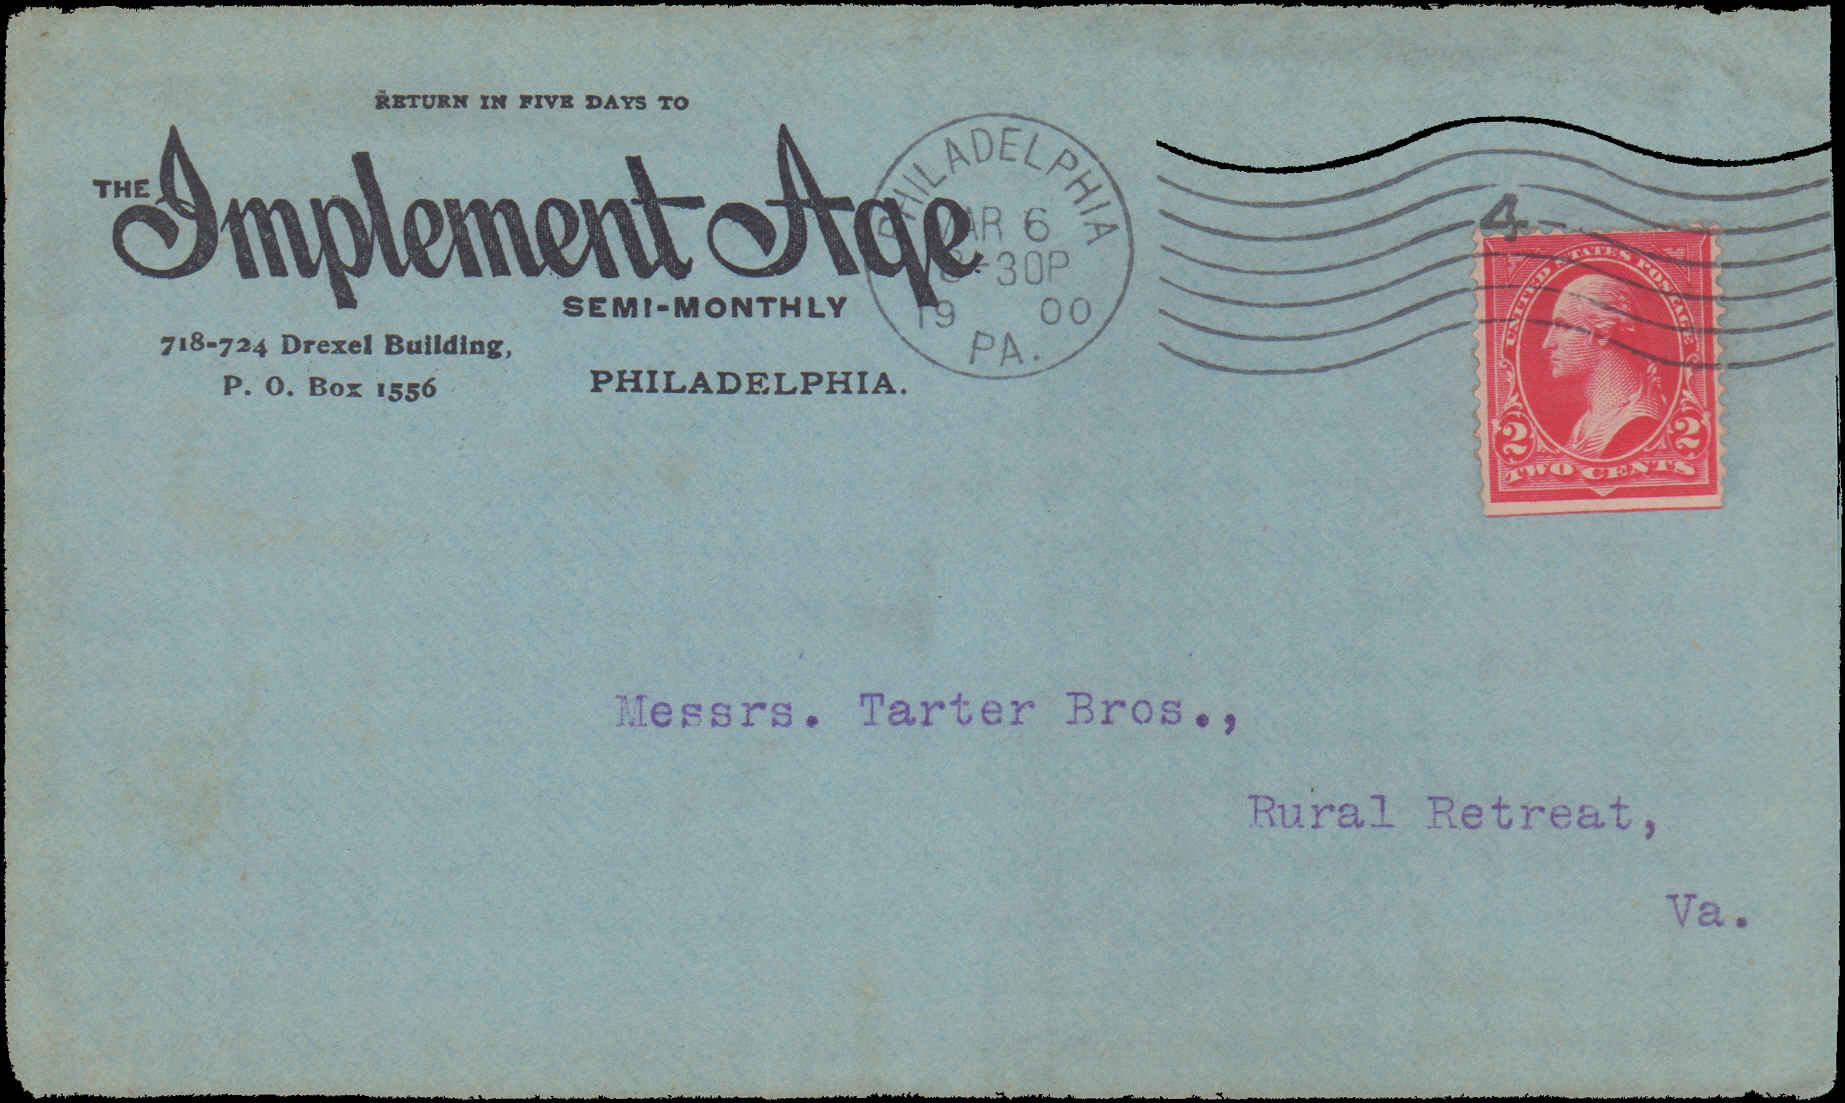 RETURN IN FIVE DAYS TO
THE Implement Age
SEMI-MONTHLY
718-724 Drexel Building,
P. O. Box 1556
PHILADELPHIA.
PHILADELPHIA
MAR 6
-30P
19 00
PA.
4
UNITED STATES POSTAGE
2 2
TWO CENTS
Messrs. Tarter Bros.,
Rural Retreat,
Va.